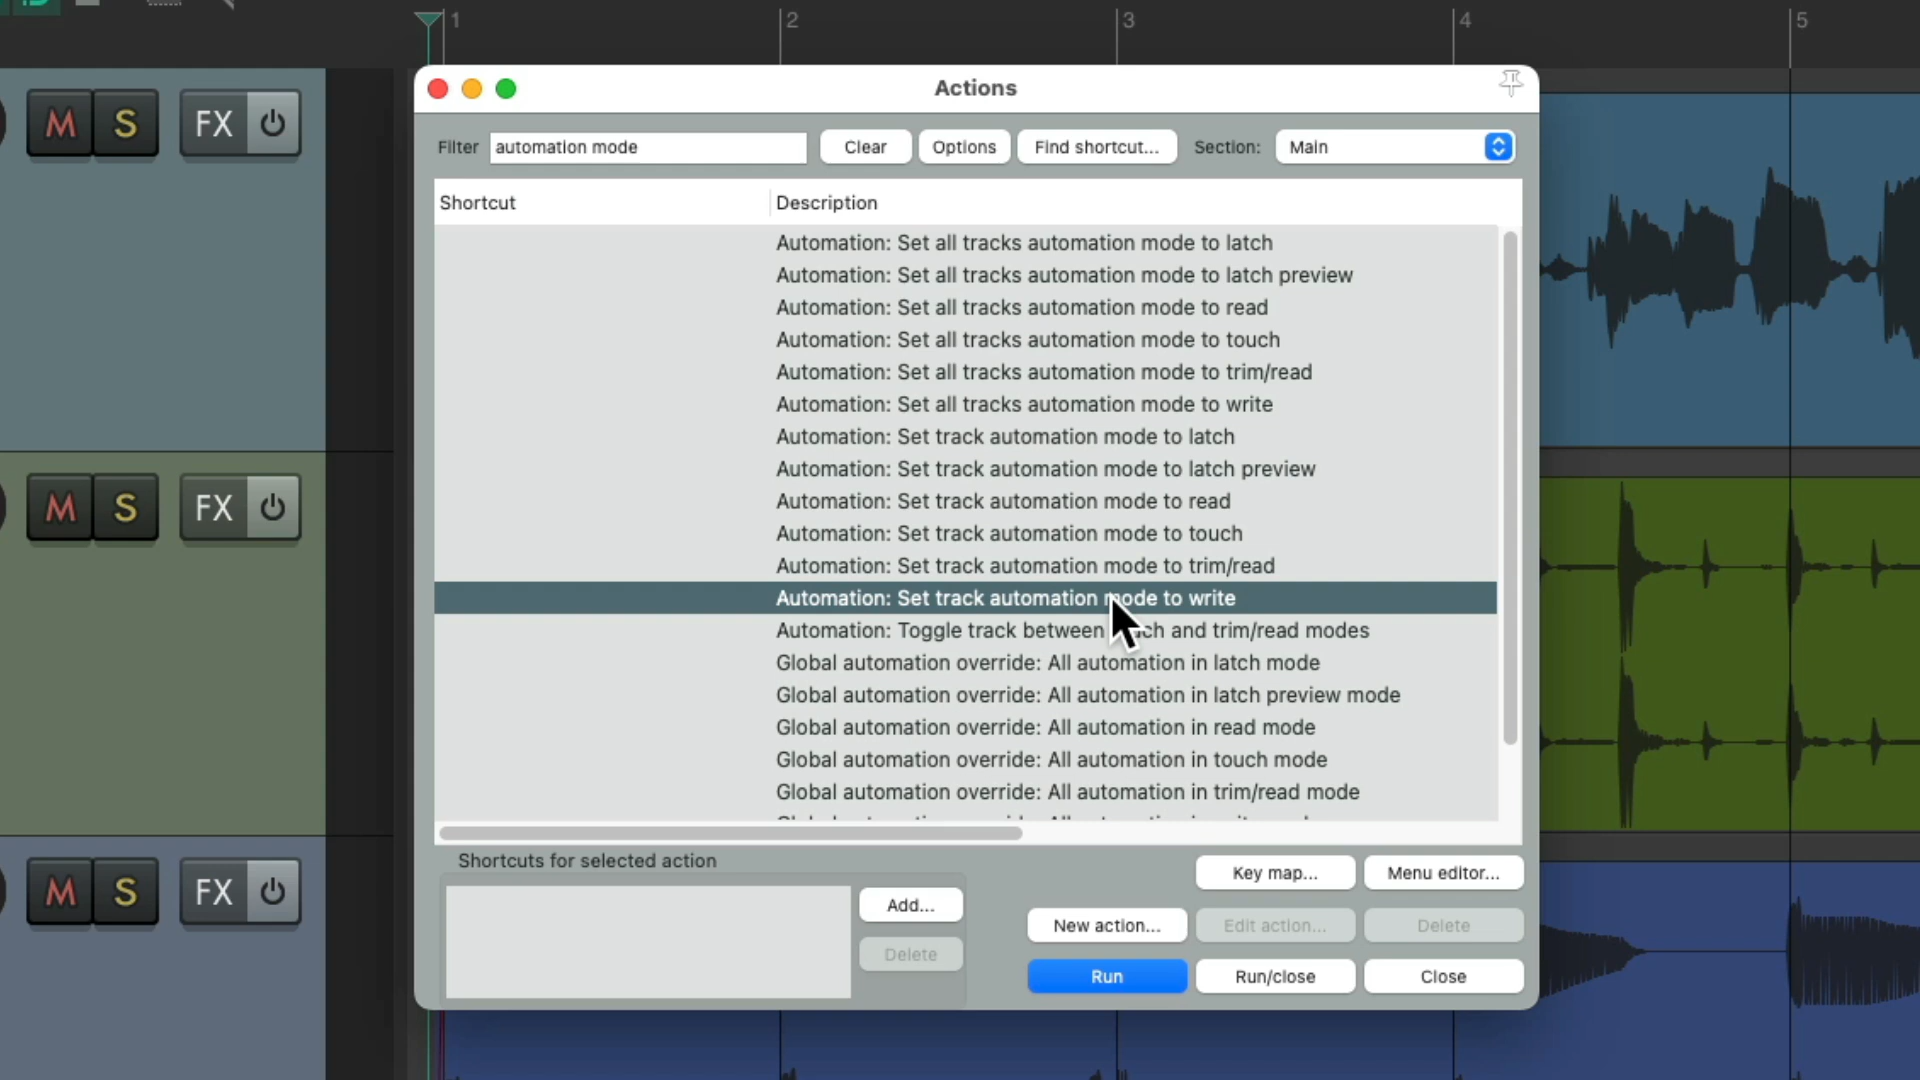 1 2 3 4 5
Actions
M S FX
Filter automation mode Clear Options Find shortcut... Section: Main
Shortcut Description
Automation: Set all tracks automation mode to latch
Automation: Set all tracks automation mode to latch preview
Automation: Set all tracks automation mode to read
Automation: Set all tracks automation mode to touch
Automation: Set all tracks automation mode to trim/read
Automation: Set all tracks automation mode to write
Automation: Set track automation mode to latch
Automation: Set track automation mode to latch preview
Automation: Set track automation mode to read
M S FX
Automation: Set track automation mode to touch
Automation: Set track automation mode to trim/read
Automation: Set track automation mode to write
Automation: Toggle track between and trim/read modes
Global automation override: All automation in latch mode
Global automation override: All automation in latch preview mode
Global automation override: All automation in read mode
Global automation override: All automation in touch mode
Global automation override: All automation in trim/read mode
Shortcuts for selected action
Key map... Menu editor...
M S FX
Add...
New action... Edit action... Delete
Delete
Run Run/close Close